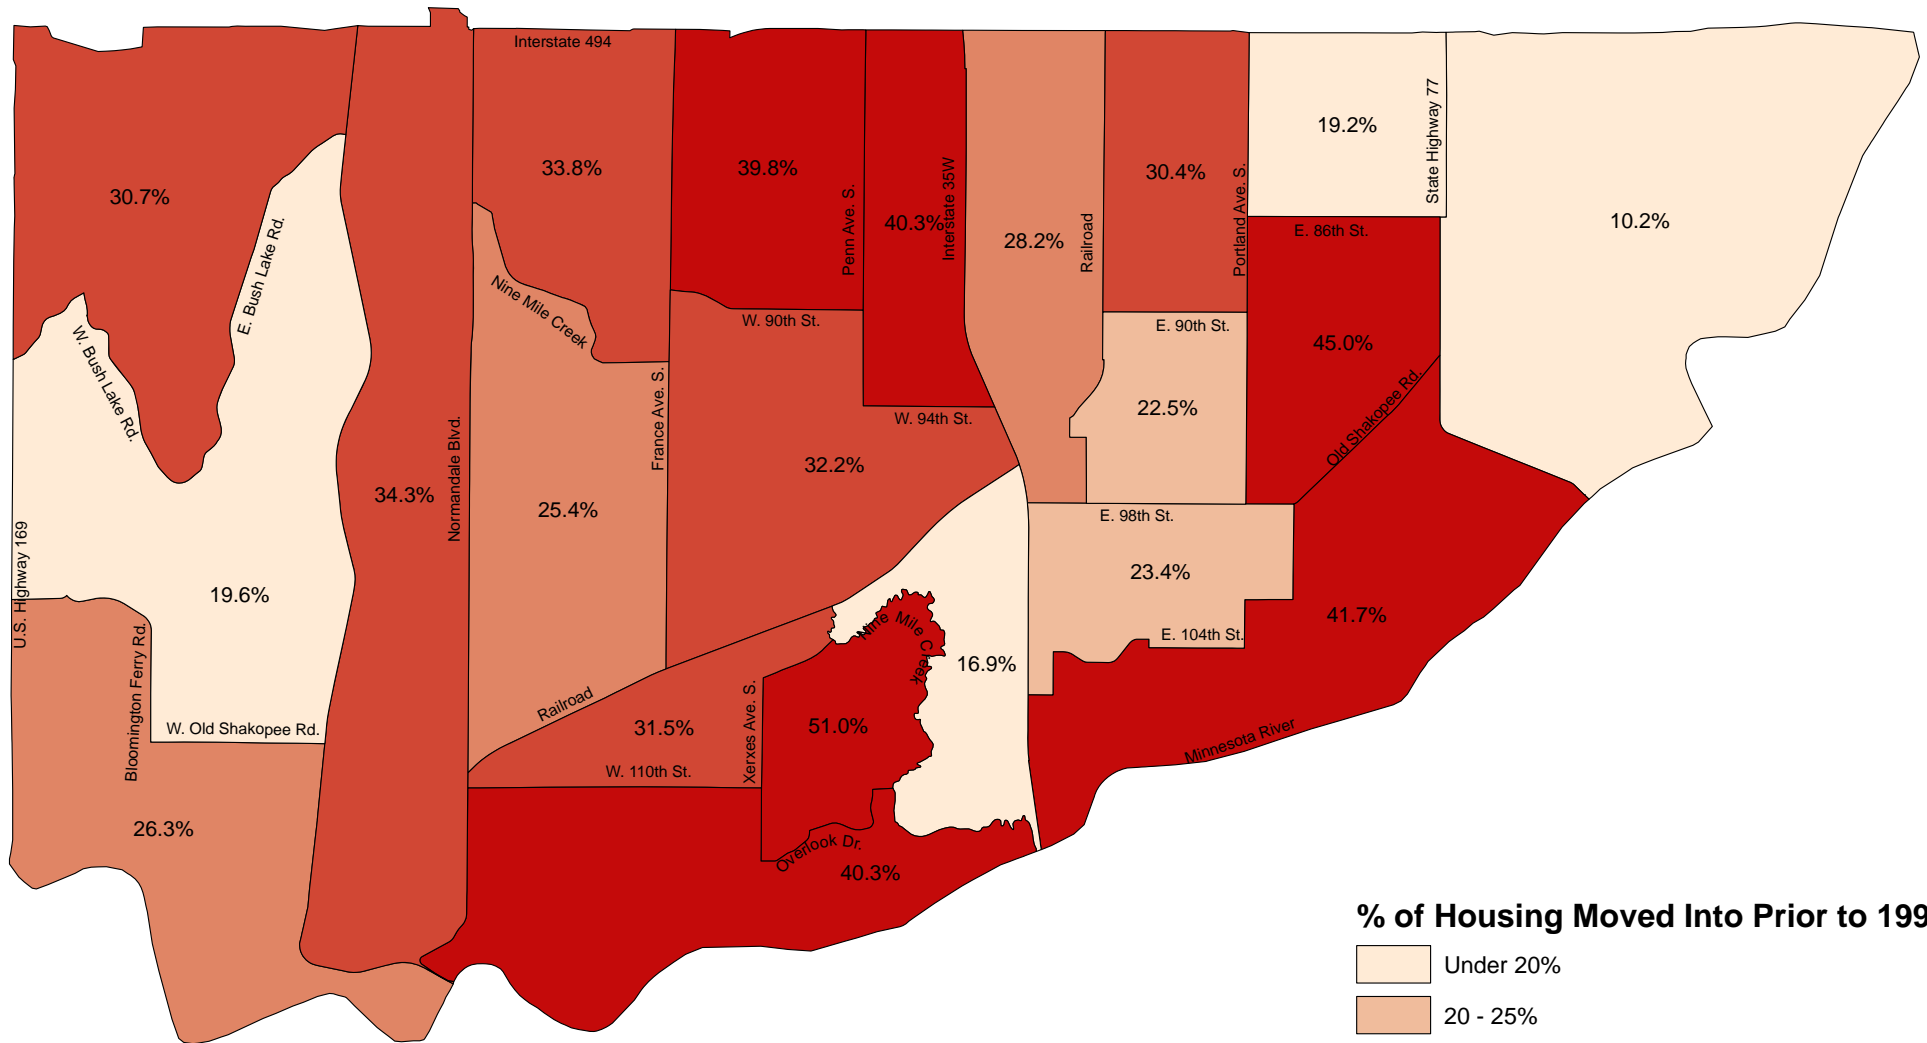 Interstate 494
30.7%
33.8%
39.8%
40.3%
28.2%
30.4%
19.2%
10.2%
State Highway 77
Penn Ave. S.
Interstate 35W
Railroad
Portland Ave. S.
E. 86th St.
E. Bush Lake Rd.
W. Bush Lake Rd.
Nine Mile Creek
W. 90th St.
E. 90th St.
45.0%
Old Shakopee Rd.
France Ave. S.
Normandale Blvd.
W. 94th St.
22.5%
32.2%
34.3%
25.4%
E. 98th St.
23.4%
U.S. Highway 169
19.6%
41.7%
E. 104th St.
Nine Mile Creek
16.9%
Bloomington Ferry Rd.
W. Old Shakopee Rd.
Railroad
31.5%
Xerxes Ave. S.
51.0%
W. 110th St.
Minnesota River
26.3%
Overlook Dr.
40.3%
% of Housing Moved Into Prior to 199
Under 20%
20 - 25%